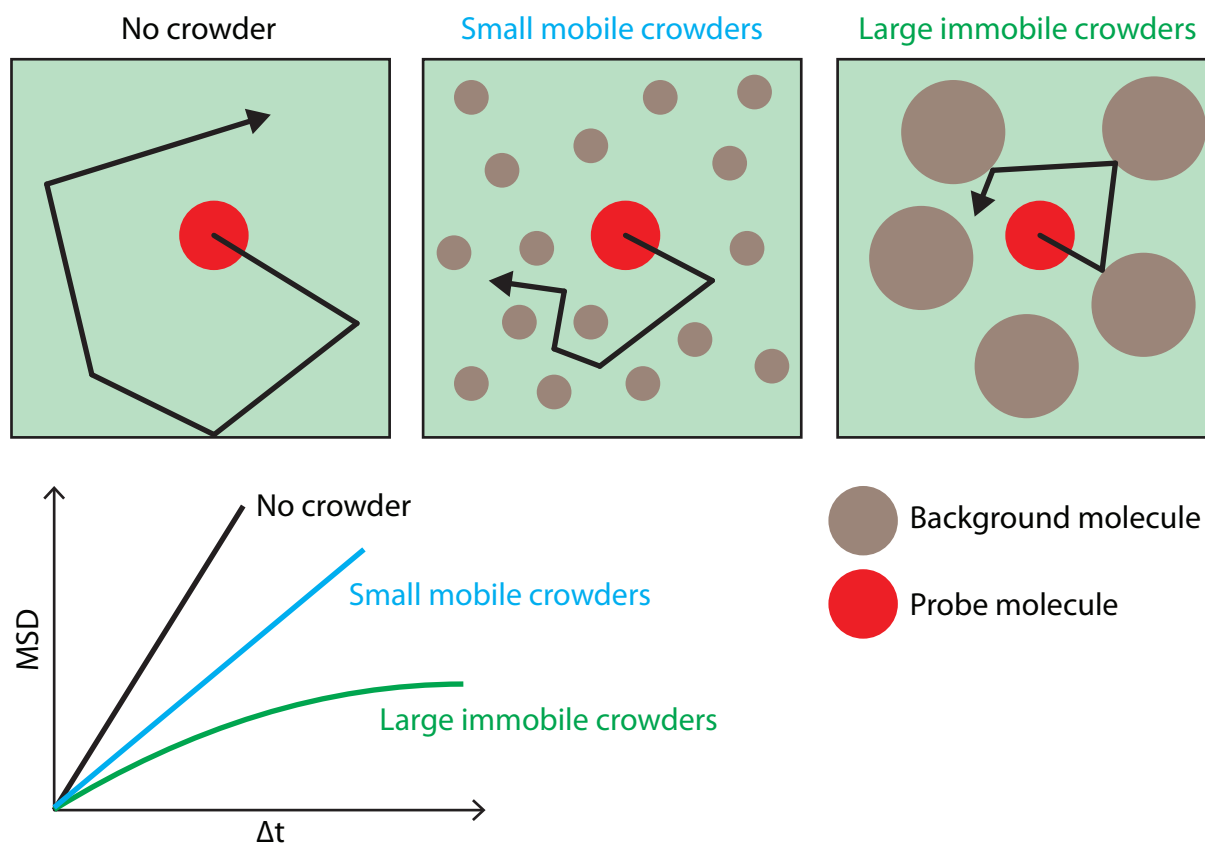 No crowder
Small mobile crowders
Large immobile crowders
No crowder
Small mobile crowders
Large immobile crowders
MSD
Δt
Background molecule
Probe molecule